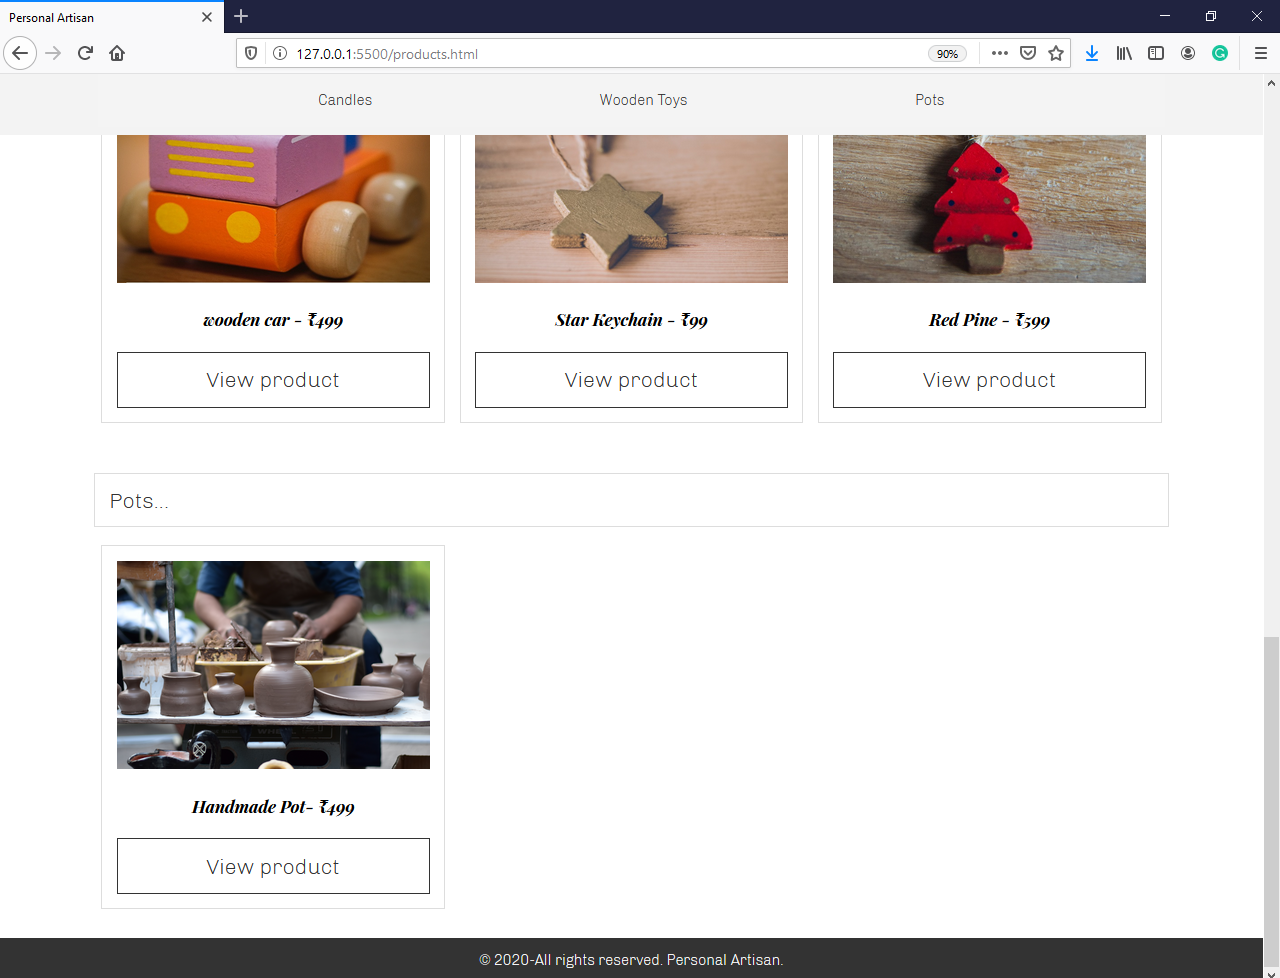 Personal Artisan
127.0.0.1:5500/products.html
90%
Candles
Wooden Toys
Pots
wooden car - ₹499
Star Keychain - ₹99
Red Pine - ₹599
View product
View product
View product
Pots...
Handmade Pot- ₹499
View product
© 2020-All rights reserved. Personal Artisan.